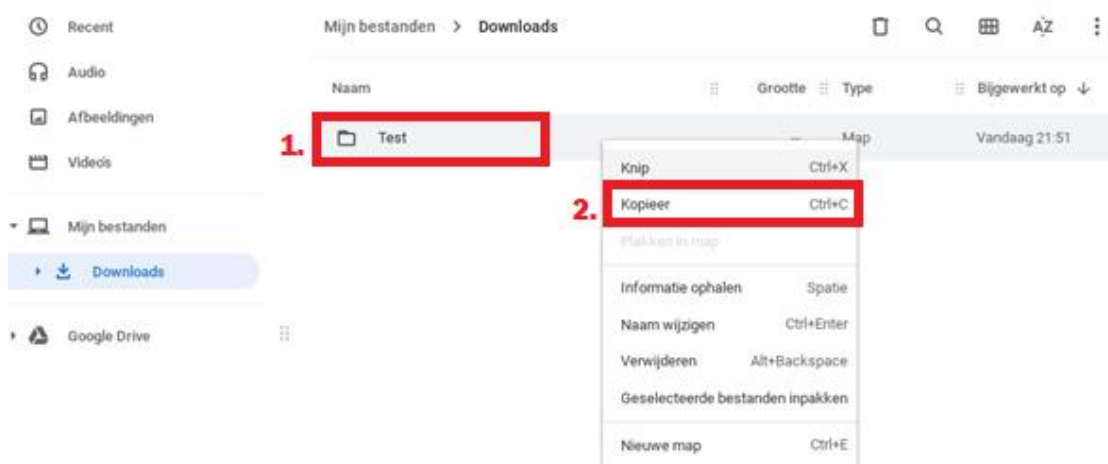 Recent
Audio
Afbeeldingen
Video's
Mijn bestanden
Downloads
Google Drive
Mijn bestanden > Downloads
AZ
Naam Grootte Type Bijgewerkt op
1. Test -- Map Vandaag 21:51
Knip Ctrl+X
2. Kopieer Ctrl+C
Plakken in map
Informatie ophalen Spatie
Naam wijzigen Ctrl+Enter
Verwijderen Alt+Backspace
Geselecteerde bestanden inpakken
Nieuwe map Ctrl+E